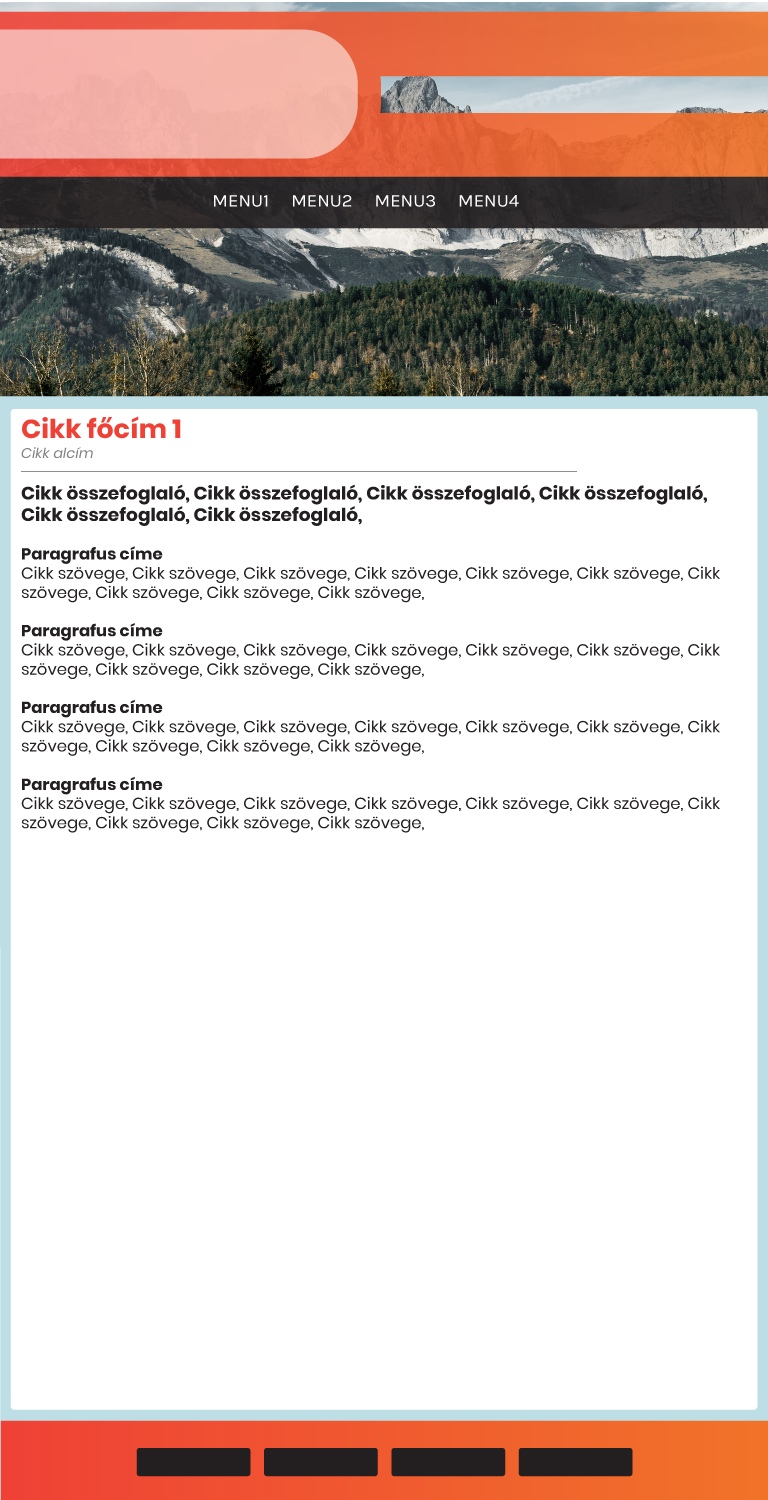 MENU1 MENU2 MENU3 MENU4
Cikk főcím 1
Cikk alcím
Cikk összefoglaló, Cikk összefoglaló, Cikk összefoglaló, Cikk összefoglaló,
Cikk összefoglaló, Cikk összefoglaló,
Paragrafus címe
Cikk szövege, Cikk szövege, Cikk szövege, Cikk szövege, Cikk szövege, Cikk szövege, Cikk
szövege, Cikk szövege, Cikk szövege, Cikk szövege,
Paragrafus címe
Cikk szövege, Cikk szövege, Cikk szövege, Cikk szövege, Cikk szövege, Cikk szövege, Cikk
szövege, Cikk szövege, Cikk szövege, Cikk szövege,
Paragrafus címe
Cikk szövege, Cikk szövege, Cikk szövege, Cikk szövege, Cikk szövege, Cikk szövege, Cikk
szövege, Cikk szövege, Cikk szövege, Cikk szövege,
Paragrafus címe
Cikk szövege, Cikk szövege, Cikk szövege, Cikk szövege, Cikk szövege, Cikk szövege, Cikk
szövege, Cikk szövege, Cikk szövege, Cikk szövege,